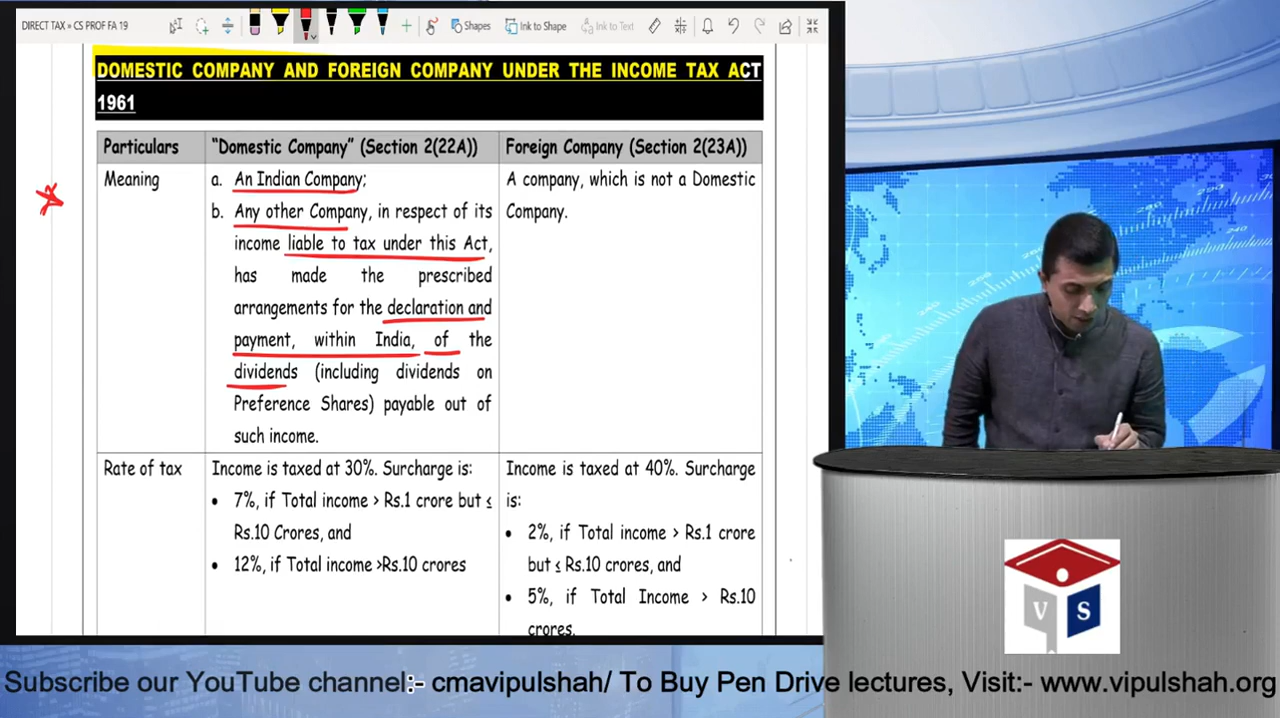 DIRECT TAX » CS PROF FA 19
Shapes
Ink to Shape
Ink to Text
DOMESTIC COMPANY AND FOREIGN COMPANY UNDER THE INCOME TAX ACT
1961
Particulars
“Domestic Company” (Section 2(22A))
Foreign Company (Section 2(23A))
Meaning
a. An Indian Company;
b. Any other Company, in respect of its
income liable to tax under this Act,
has made the prescribed
arrangements for the declaration and
payment, within India, of the
dividends (including dividends on
Preference Shares) payable out of
such income.
A company, which is not a Domestic
Company.
Rate of tax
Income is taxed at 30%. Surcharge is:
• 7%, if Total income > Rs.1 crore but ≤
Rs.10 Crores, and
• 12%, if Total income >Rs.10 crores
Income is taxed at 40%. Surcharge
is:
• 2%, if Total income > Rs.1 crore
but ≤ Rs.10 crores, and
• 5%, if Total Income > Rs.10
crores.
V S
Subscribe our YouTube channel:- cmavipulshah/ To Buy Pen Drive lectures, Visit:- www.vipulshah.org